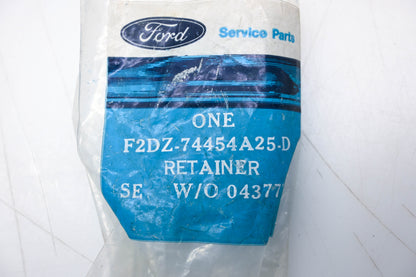 Ford Service Parts
ONE
F2DZ-74454A25-D
RETAINER
SE W/O 04377